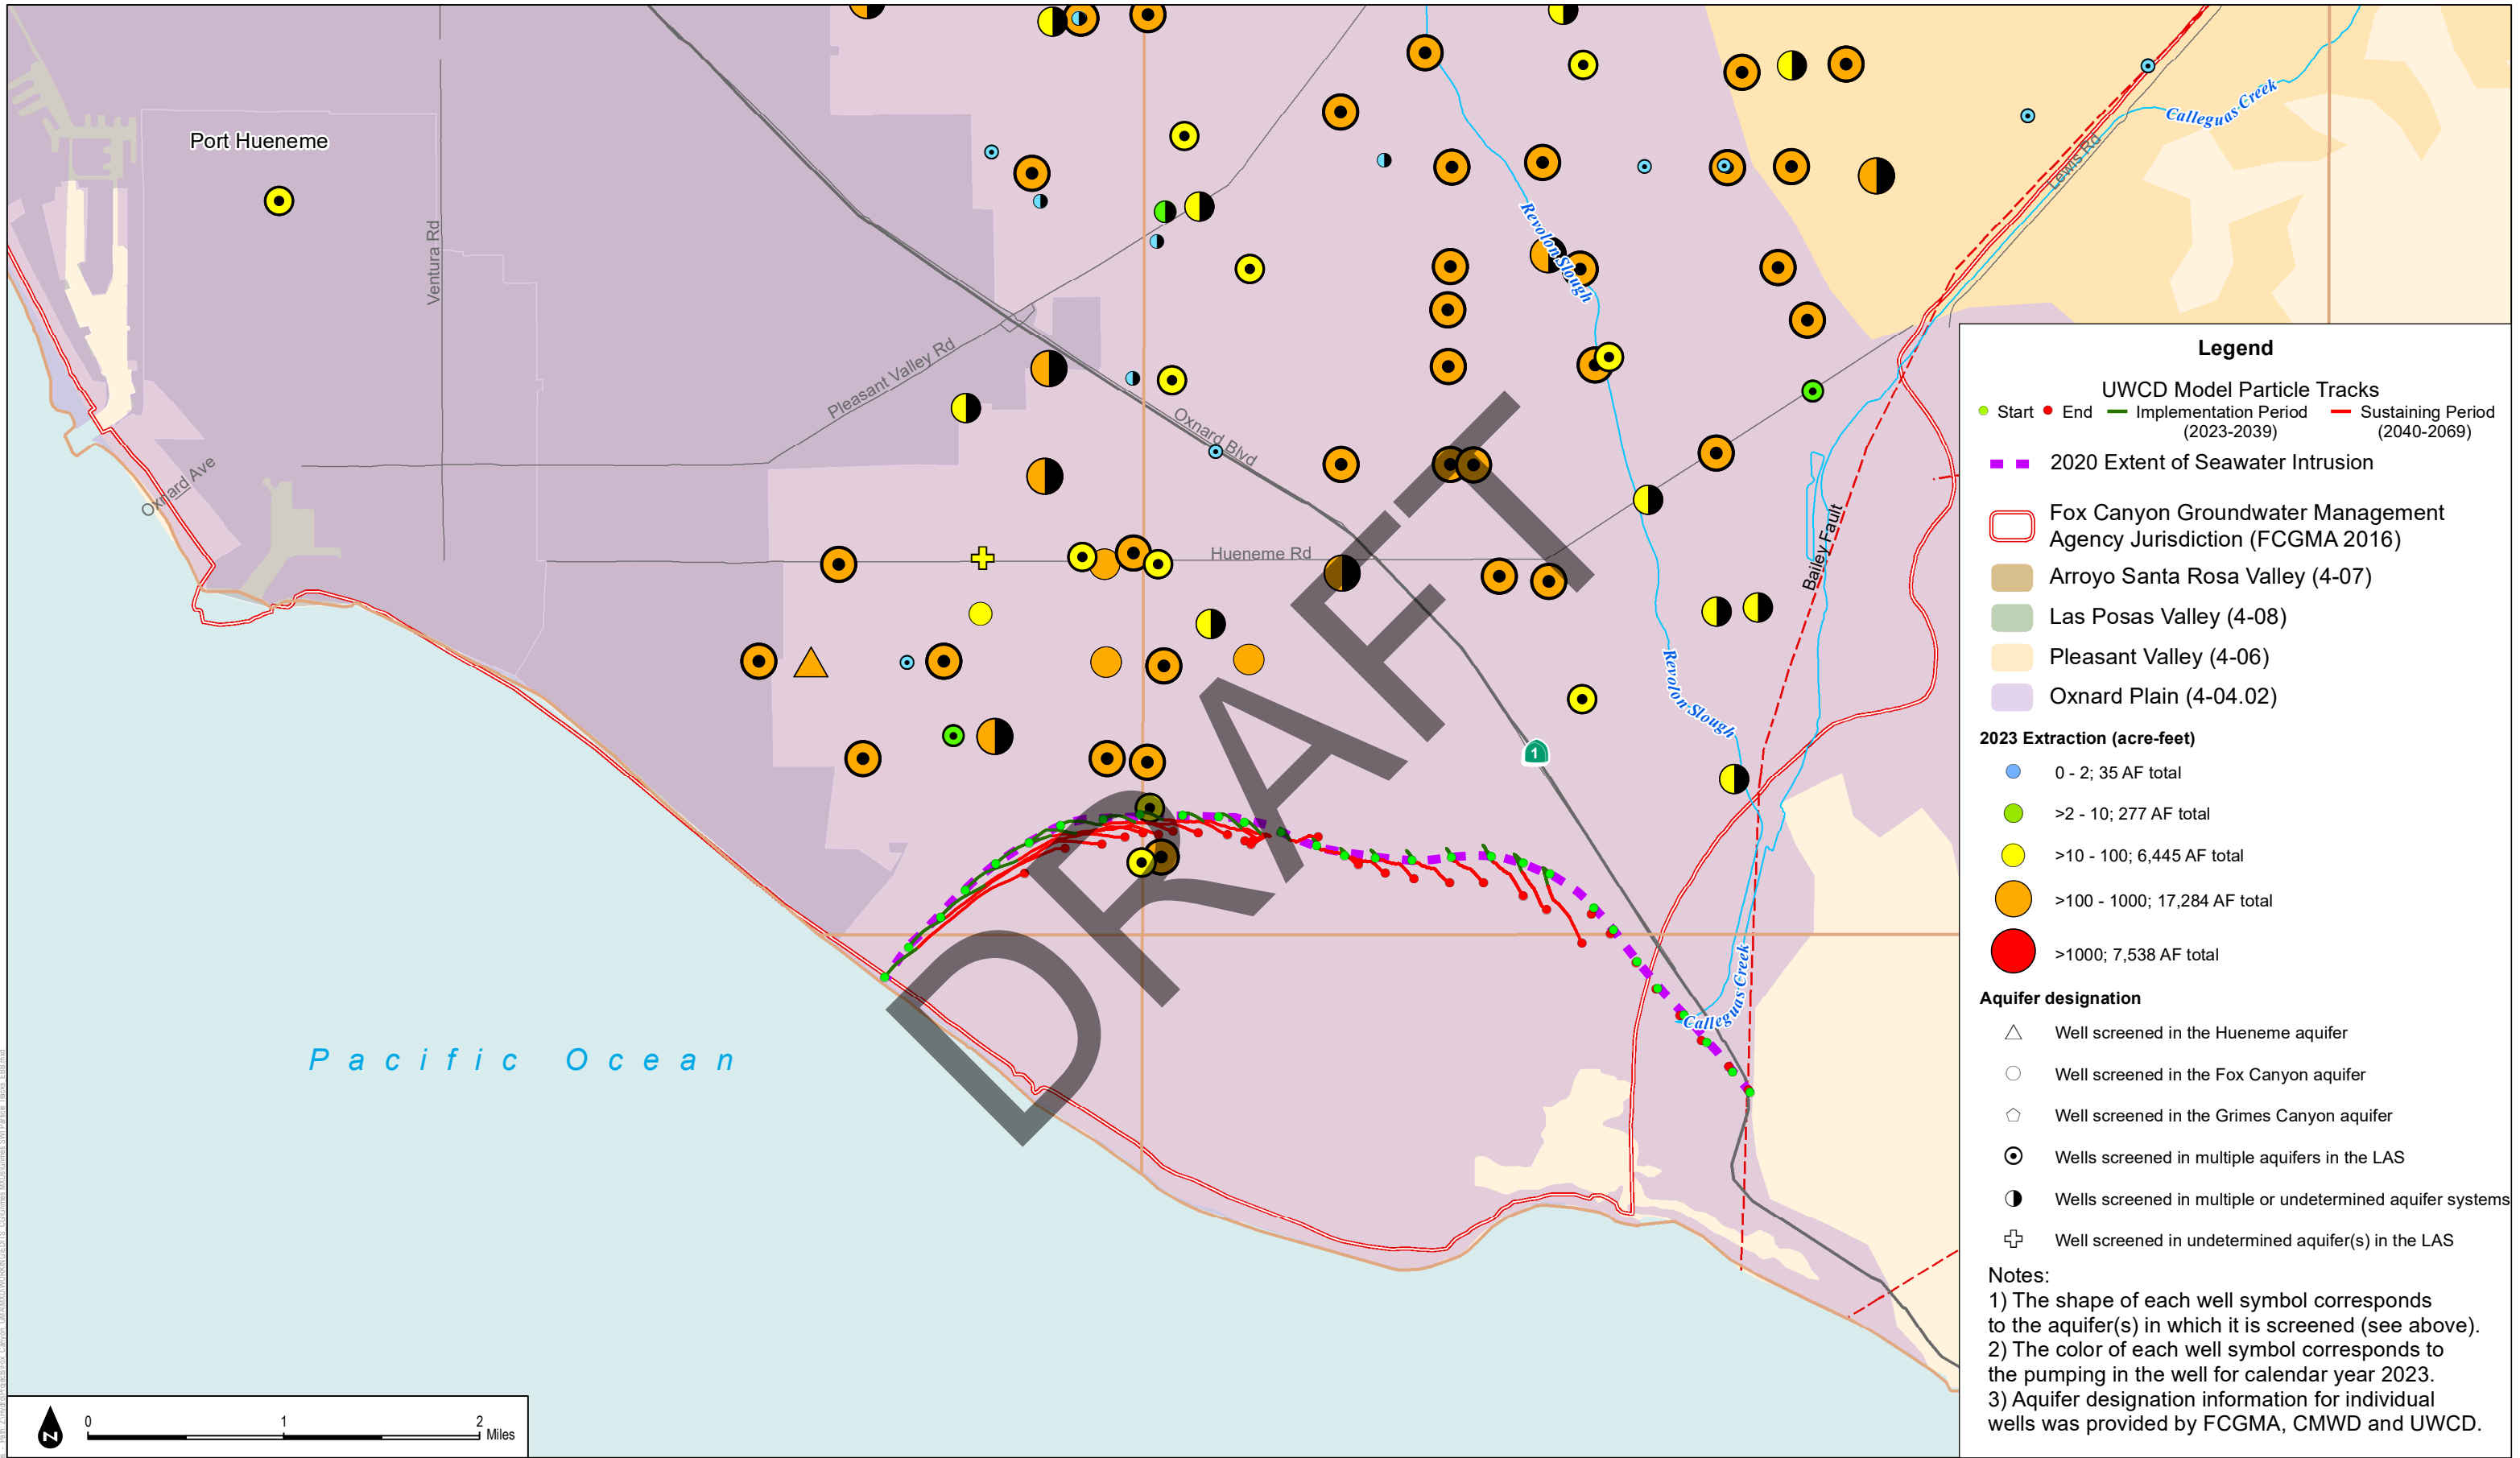 Port Hueneme
Ventura Rd
Pleasant Valley Rd
Oxnard Blvd
Oxnard Ave
Hueneme Rd
Revolon Slough
Revolon Slough
Calleguas Creek
Lewis Rd
Bailey Fault
Calleguas Creek
1
Pacific Ocean
DRAFT
N
0 1 2
Miles
Legend
UWCD Model Particle Tracks
Start End Implementation Period Sustaining Period
(2023-2039) (2040-2069)
2020 Extent of Seawater Intrusion
Fox Canyon Groundwater Management
Agency Jurisdiction (FCGMA 2016)
Arroyo Santa Rosa Valley (4-07)
Las Posas Valley (4-08)
Pleasant Valley (4-06)
Oxnard Plain (4-04.02)
2023 Extraction (acre-feet)
0 - 2; 35 AF total
>2 - 10; 277 AF total
>10 - 100; 6,445 AF total
>100 - 1000; 17,284 AF total
>1000; 7,538 AF total
Aquifer designation
Well screened in the Hueneme aquifer
Well screened in the Fox Canyon aquifer
Well screened in the Grimes Canyon aquifer
Wells screened in multiple aquifers in the LAS
Wells screened in multiple or undetermined aquifer systems
Well screened in undetermined aquifer(s) in the LAS
Notes:
1) The shape of each well symbol corresponds
to the aquifer(s) in which it is screened (see above).
2) The color of each well symbol corresponds to
the pumping in the well for calendar year 2023.
3) Aquifer designation information for individual
wells was provided by FCGMA, CMWD and UWCD.